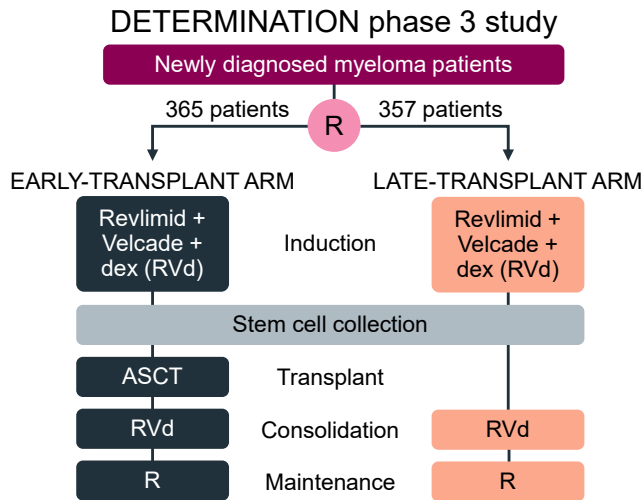 DETERMINATION phase 3 study
Newly diagnosed myeloma patients
365 patients
R
357 patients
EARLY-TRANSPLANT ARM
LATE-TRANSPLANT ARM
Revlimid +
Velcade +
dex (RVd)
Induction
Revlimid +
Velcade +
dex (RVd)
Stem cell collection
ASCT
Transplant
RVd
Consolidation
RVd
R
Maintenance
R